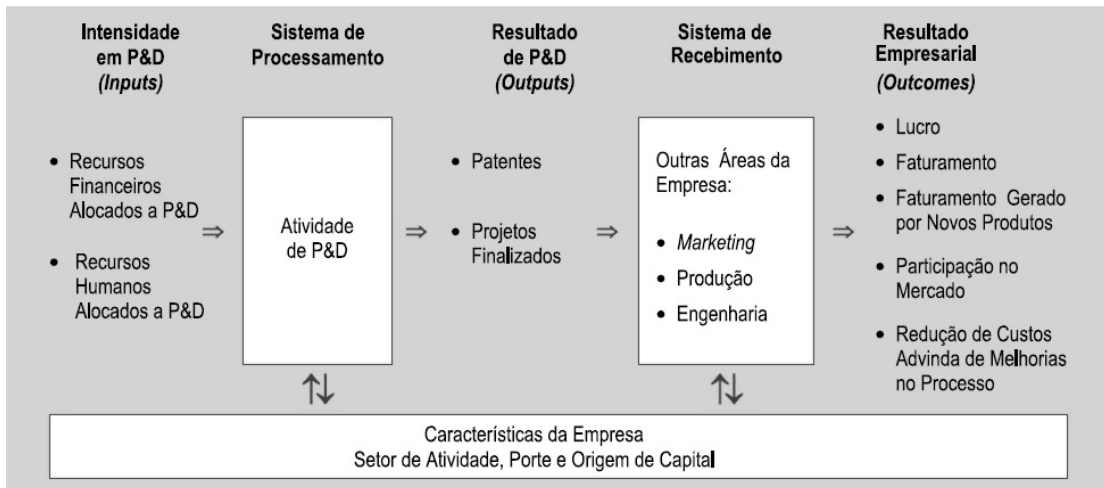 Intensidade
em P&D
(Inputs)
Sistema de
Processamento
Resultado
de P&D
(Outputs)
Sistema de
Recebimento
Resultado
Empresarial
(Outcomes)
• Recursos
Financeiros
Alocados a P&D
• Recursos
Humanos
Alocados a P&D
⇒
Atividade
de P&D
⇒
• Patentes
• Projetos
Finalizados
⇒
Outras Áreas da
Empresa:
• Marketing
• Produção
• Engenharia
⇒
• Lucro
• Faturamento
• Faturamento Gerado
por Novos Produtos
• Participação no
Mercado
• Redução de Custos
Advinda de Melhorias
no Processo
Características da Empresa
Setor de Atividade, Porte e Origem de Capital